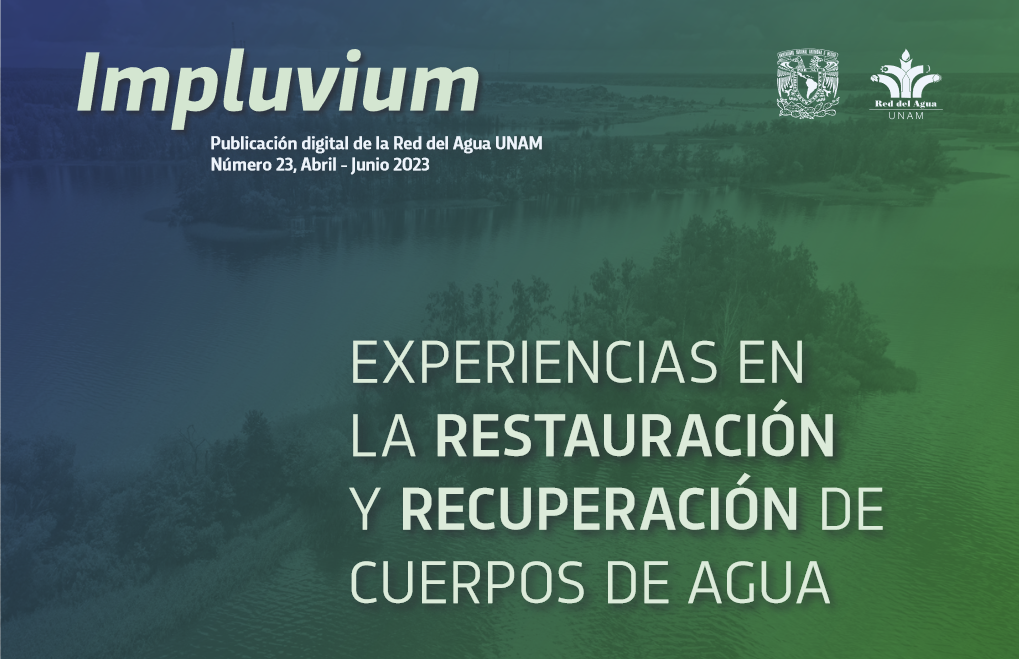 Impluvium
Publicación digital de la Red del Agua UNAM
Número 23, Abril - Junio 2023
Red del Agua
UNAM
EXPERIENCIAS EN
LA RESTAURACIÓN
Y RECUPERACIÓN DE
CUERPOS DE AGUA